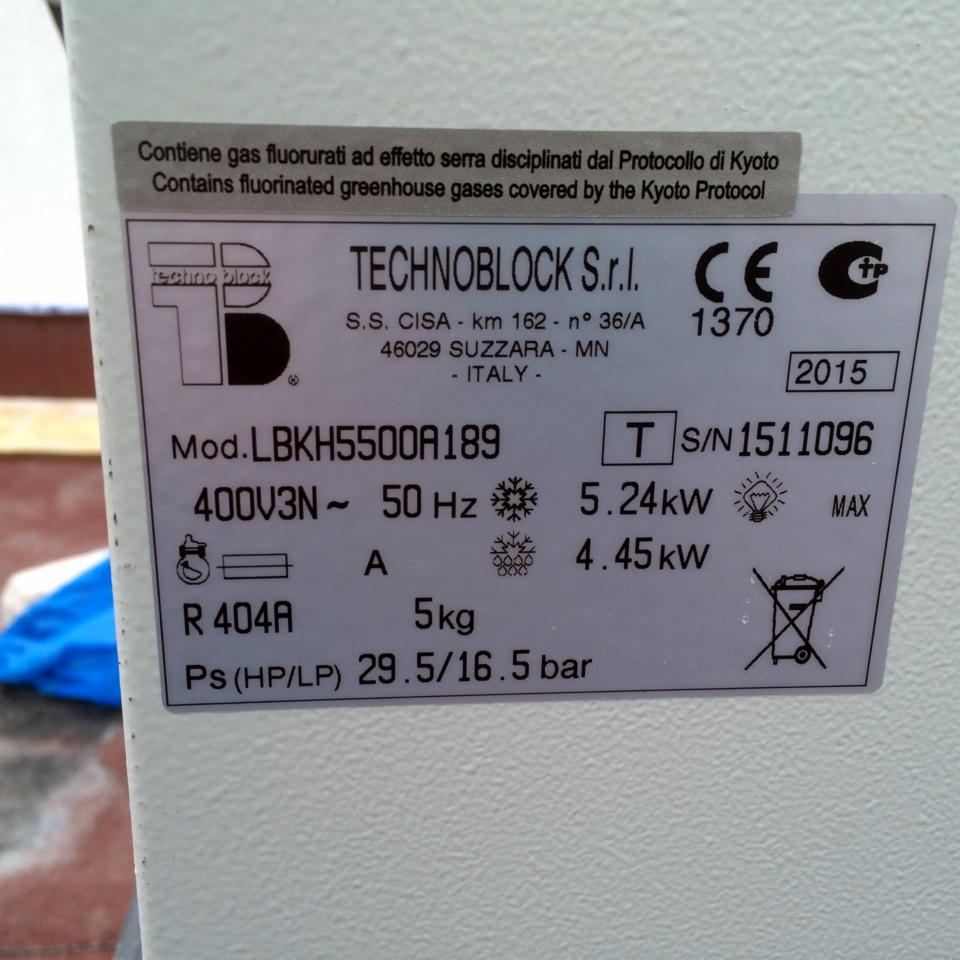 Contiene gas fluorurati ad effetto serra disciplinati dal Protocollo di Kyoto
Contains fluorinated greenhouse gases covered by the Kyoto Protocol
techno block
TB ®
TECHNOBLOCK S.r.l.
S.S. CISA - km 162 - n° 36/A
46029 SUZZARA - MN
- ITALY -
CE
1370
2015
Mod. LBKH5500A189 T S/N 1511096
400V3N ~ 50 Hz 5.24kW MAX
A 4.45kW
R 404A 5kg
Ps (HP/LP) 29.5/16.5 bar